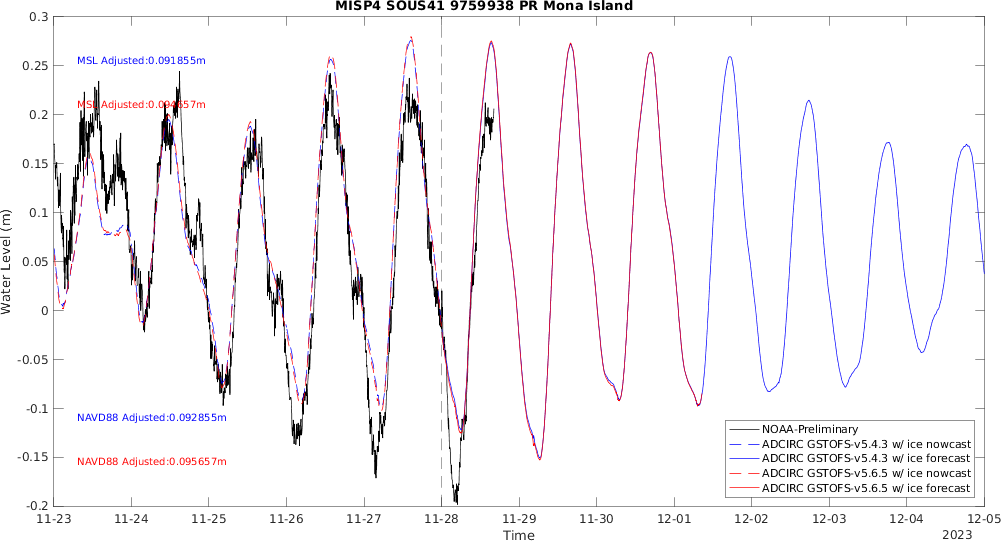 MISP4 SOUS41 9759938 PR Mona Island
0.3
0.25
0.2
0.15
0.1
0.05
0
-0.05
-0.1
-0.15
-0.2
Water Level (m)
MSL Adjusted:0.091855m
MSL Adjusted:0.094657m
NAVD88 Adjusted:0.092855m
NAVD88 Adjusted:0.095657m
NOAA-Preliminary
ADCIRC GSTOFS-v5.4.3 w/ ice nowcast
ADCIRC GSTOFS-v5.4.3 w/ ice forecast
ADCIRC GSTOFS-v5.6.5 w/ ice nowcast
ADCIRC GSTOFS-v5.6.5 w/ ice forecast
11-23 11-24 11-25 11-26 11-27 11-28 11-29 11-30 12-01 12-02 12-03 12-04 12-05
Time
2023